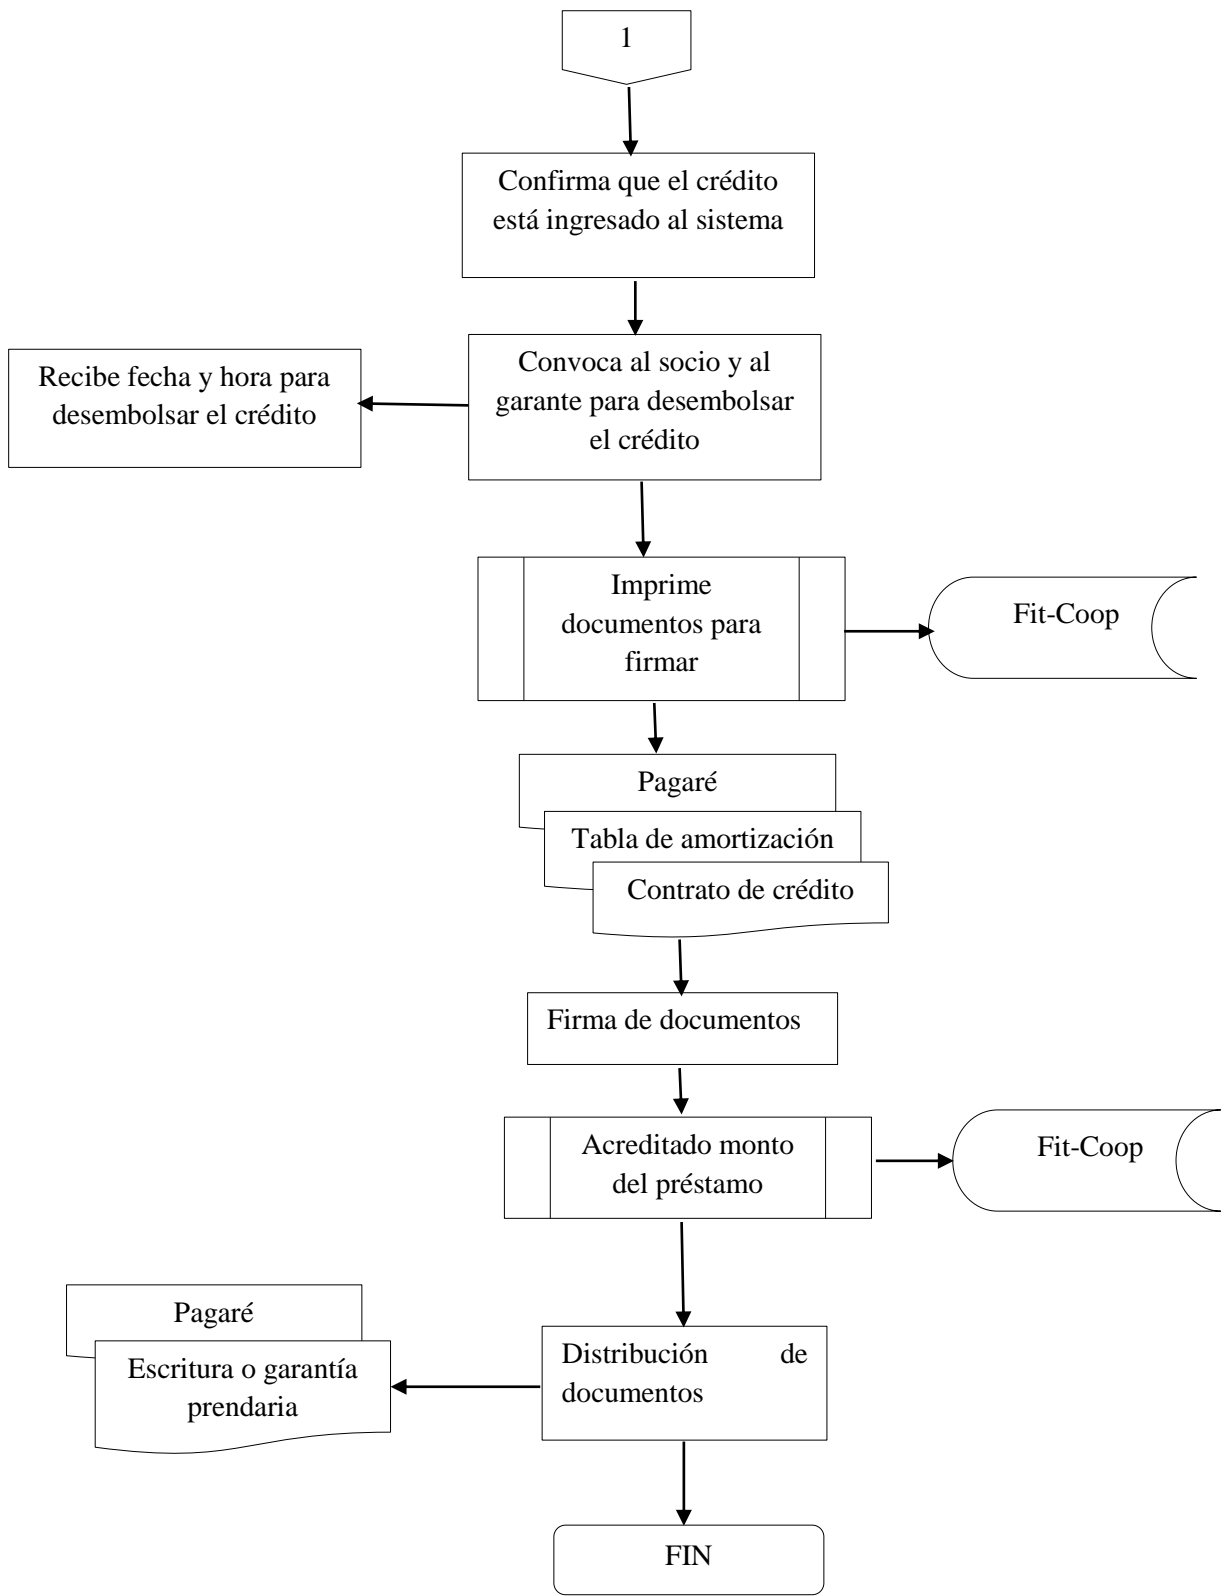 1
Confirma que el crédito
está ingresado al sistema
Recibe fecha y hora para
desembolsar el crédito
Convoca al socio y al
garante para desembolsar
el crédito
Imprime
documentos para
firmar
Fit-Coop
Pagaré
Tabla de amortización
Contrato de crédito
Firma de documentos
Acreditado monto
del préstamo
Fit-Coop
Pagaré
Escritura o garantía
prendaria
Distribución de
documentos
FIN